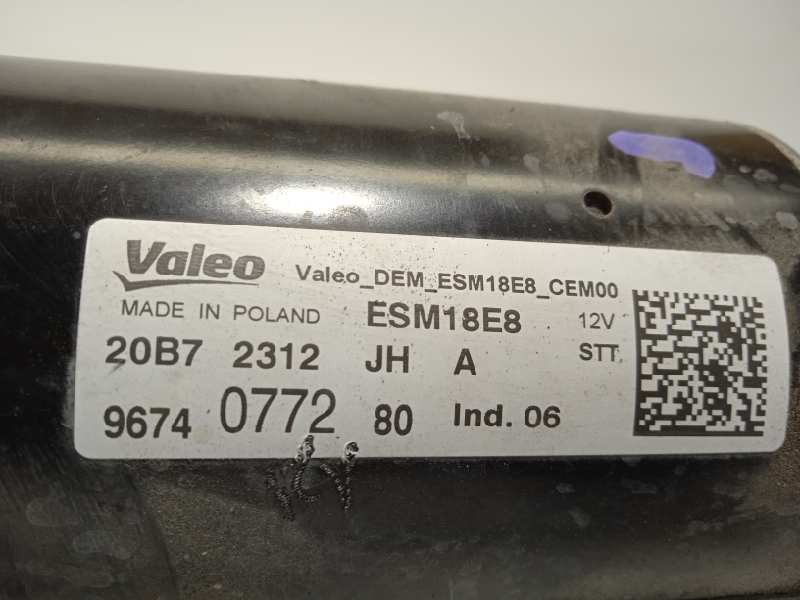 Valeo Valeo_DEM_ESM18E8_CEM00
MADE IN POLAND ESM18E8 12V
20B7 2312 JH A STT
9674 0772 80 Ind. 06